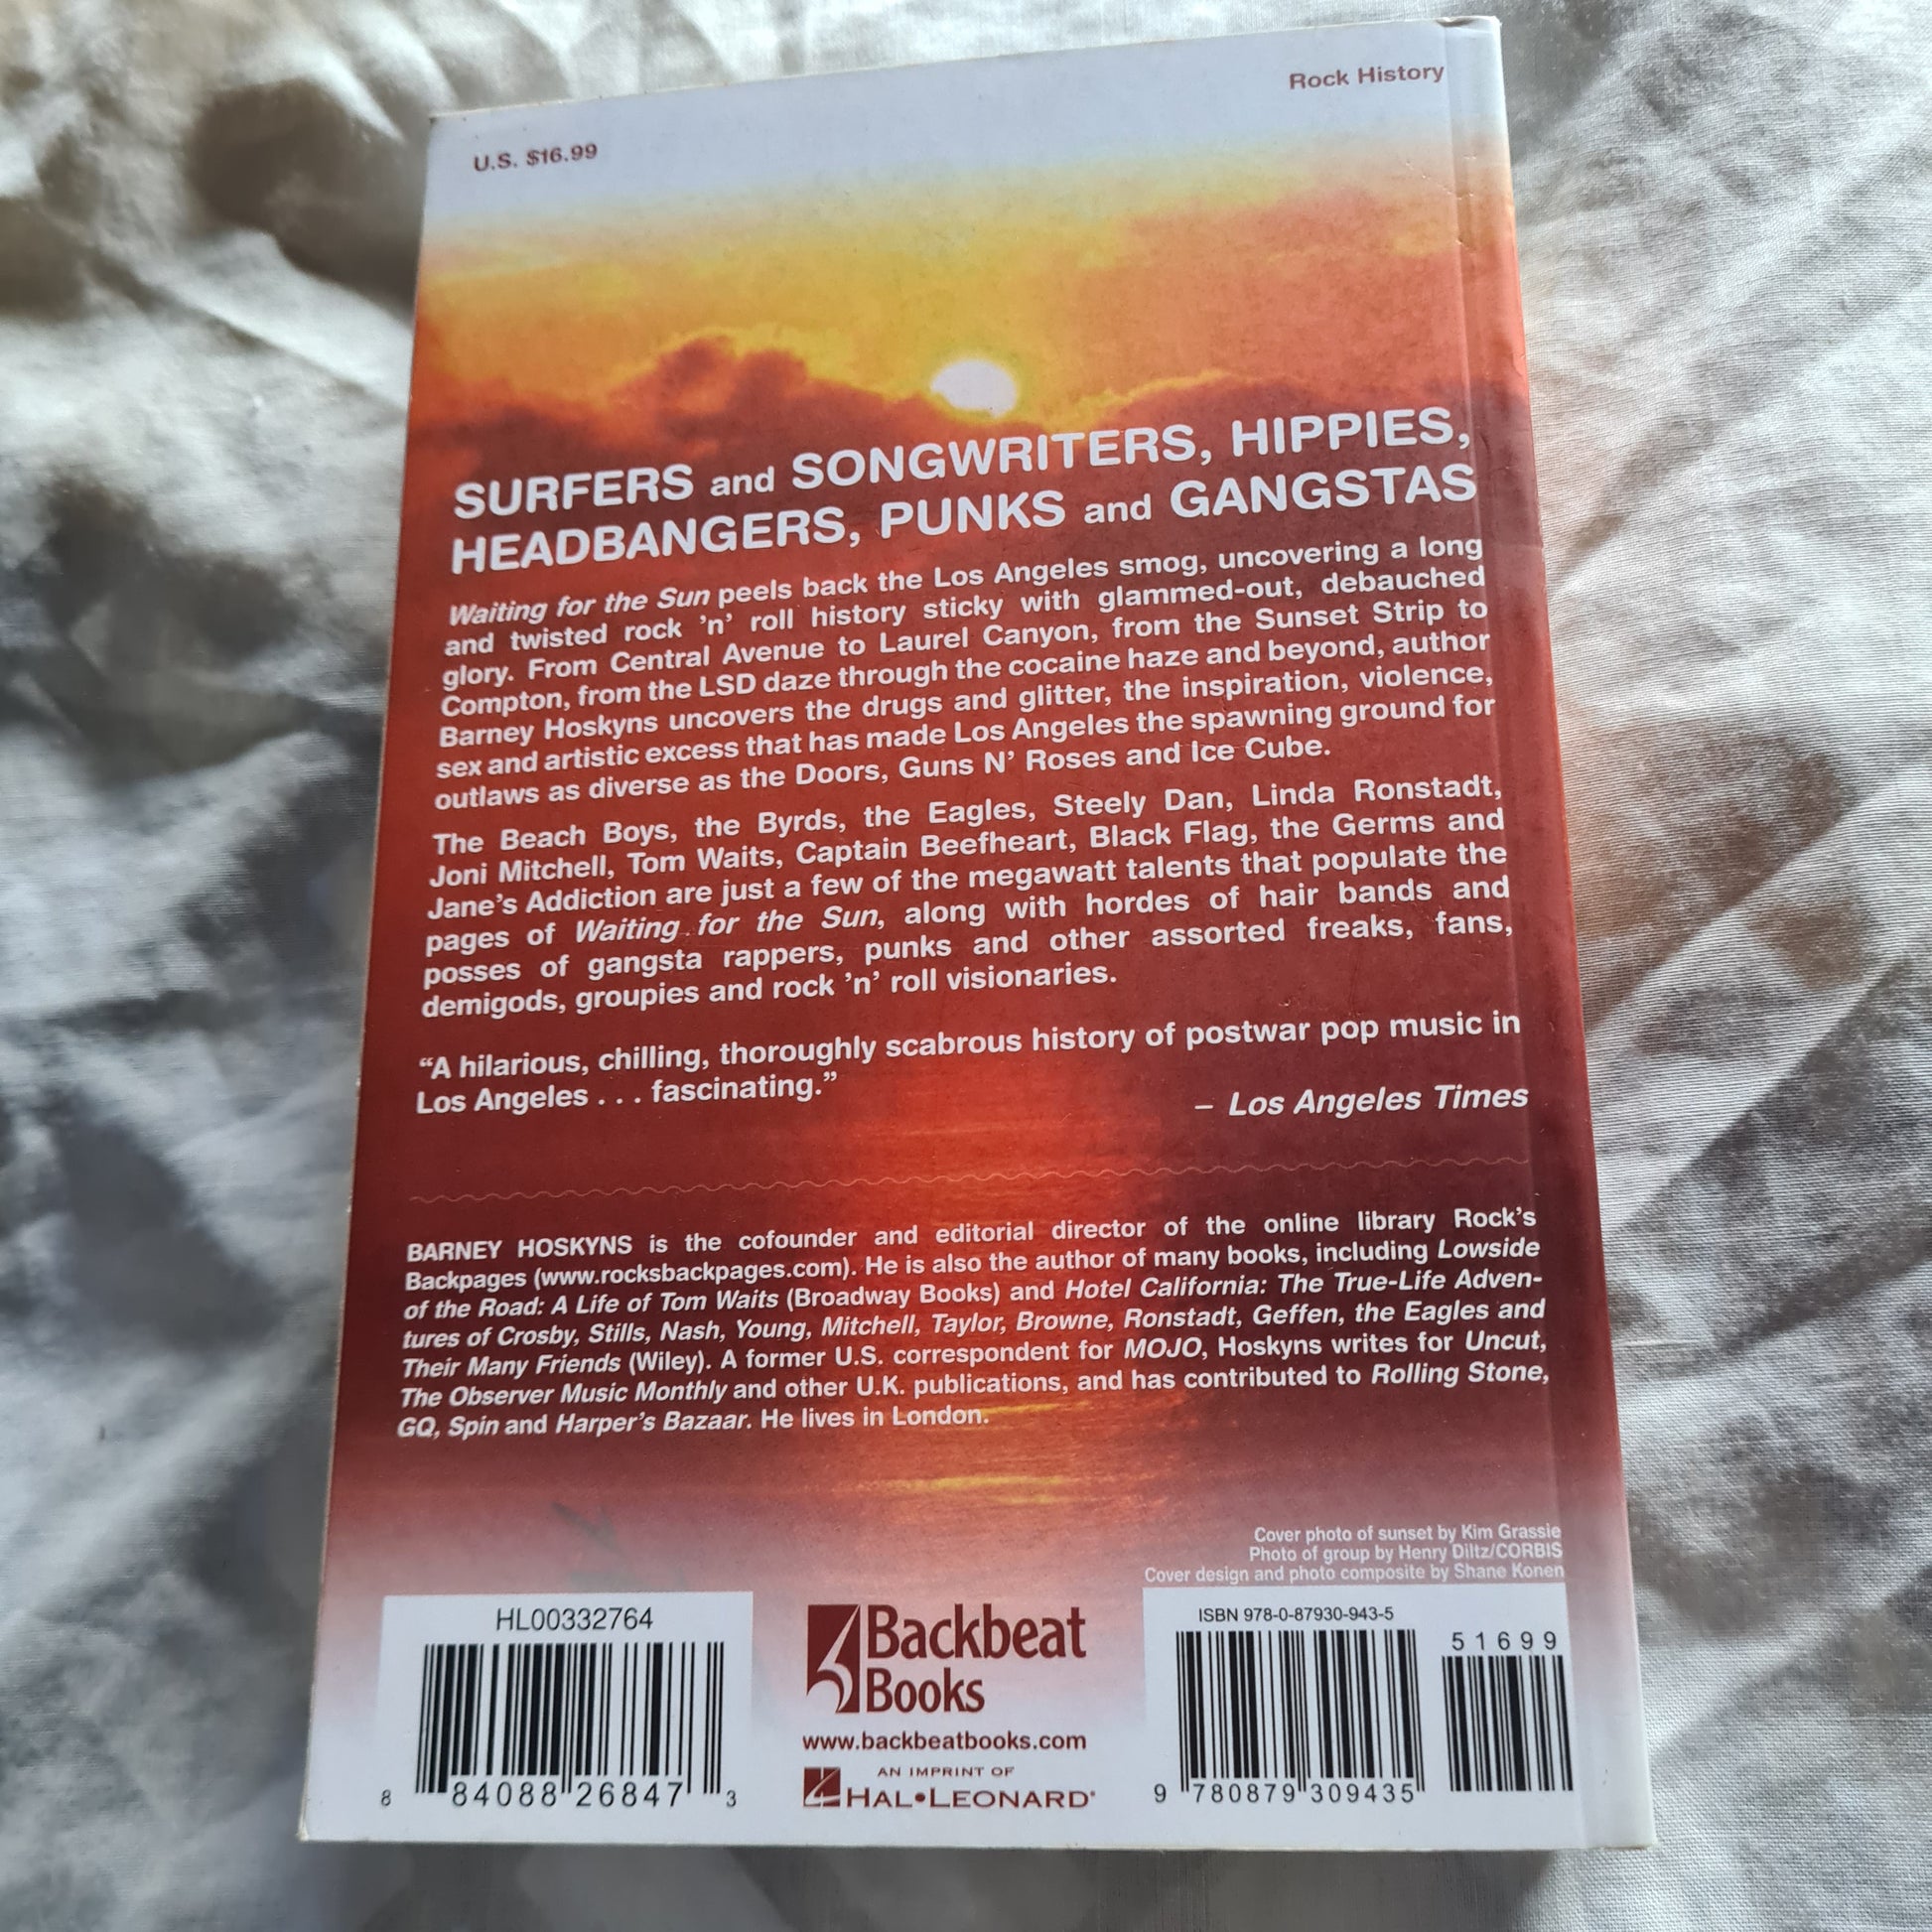 Rock History
U.S. $16.99
SURFERS and SONGWRITERS, HIPPIES,
HEADBANGERS, PUNKS and GANGSTAS
Waiting for the Sun peels back the Los Angeles smog, uncovering a long
and twisted rock ’n’ roll history sticky with glammed-out, debauched
glory. From Central Avenue to Laurel Canyon, from the Sunset Strip to
Compton, from the LSD daze through the cocaine haze and beyond, author
Barney Hoskyns uncovers the drugs and glitter, the inspiration, violence,
sex and artistic excess that has made Los Angeles the spawning ground for
outlaws as diverse as the Doors, Guns N’ Roses and Ice Cube.
The Beach Boys, the Byrds, the Eagles, Steely Dan, Linda Ronstadt,
Joni Mitchell, Tom Waits, Captain Beefheart, Black Flag, the Germs and
Jane’s Addiction are just a few of the megawatt talents that populate the
pages of Waiting for the Sun, along with hordes of hair bands and
posses of gangsta rappers, punks and other assorted freaks, fans,
demigods, groupies and rock ’n’ roll visionaries.
“A hilarious, chilling, thoroughly scabrous history of postwar pop music in
Los Angeles . . . fascinating.”
– Los Angeles Times
BARNEY HOSKYNS is the cofounder and editorial director of the online library Rock’s
Backpages (www.rocksbackpages.com). He is also the author of many books, including Lowside
of the Road: A Life of Tom Waits (Broadway Books) and Hotel California: The True-Life Adven-
tures of Crosby, Stills, Nash, Young, Mitchell, Taylor, Browne, Ronstadt, Geffen, the Eagles and
Their Many Friends (Wiley). A former U.S. correspondent for MOJO, Hoskyns writes for Uncut,
The Observer Music Monthly and other U.K. publications, and has contributed to Rolling Stone,
GQ, Spin and Harper’s Bazaar. He lives in London.
Cover photo of sunset by Kim Grassie
Photo of group by Henry Diltz/CORBIS
Cover design and photo composite by Shane Konen
HL00332764
8 84088 26847 3
Backbeat
Books
www.backbeatbooks.com
AN IMPRINT OF
HAL•LEONARD®
ISBN 978-0-87930-943-5
51699
9 780879 309435